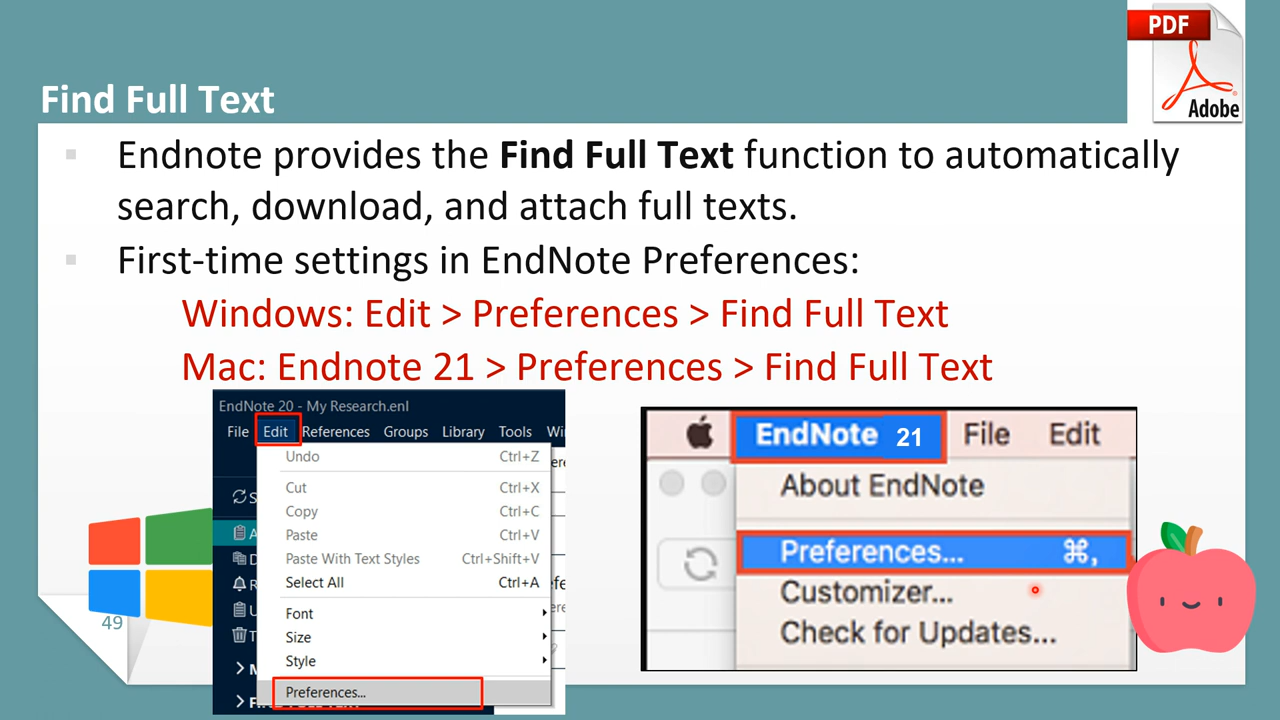 PDF
Adobe
Find Full Text
Endnote provides the Find Full Text function to automatically
search, download, and attach full texts.
First-time settings in EndNote Preferences:
Windows: Edit > Preferences > Find Full Text
Mac: Endnote 21 > Preferences > Find Full Text
EndNote 20 - My Research.enl
File Edit References Groups Library Tools
Undo Ctrl+Z
Cut Ctrl+X
Copy Ctrl+C
Paste Ctrl+V
Paste With Text Styles Ctrl+Shift+V
Select All Ctrl+A
Font
Size
Style
Preferences...
EndNote 21 File Edit
About EndNote
Preferences... ⌘,
Customizer...
Check for Updates...
49